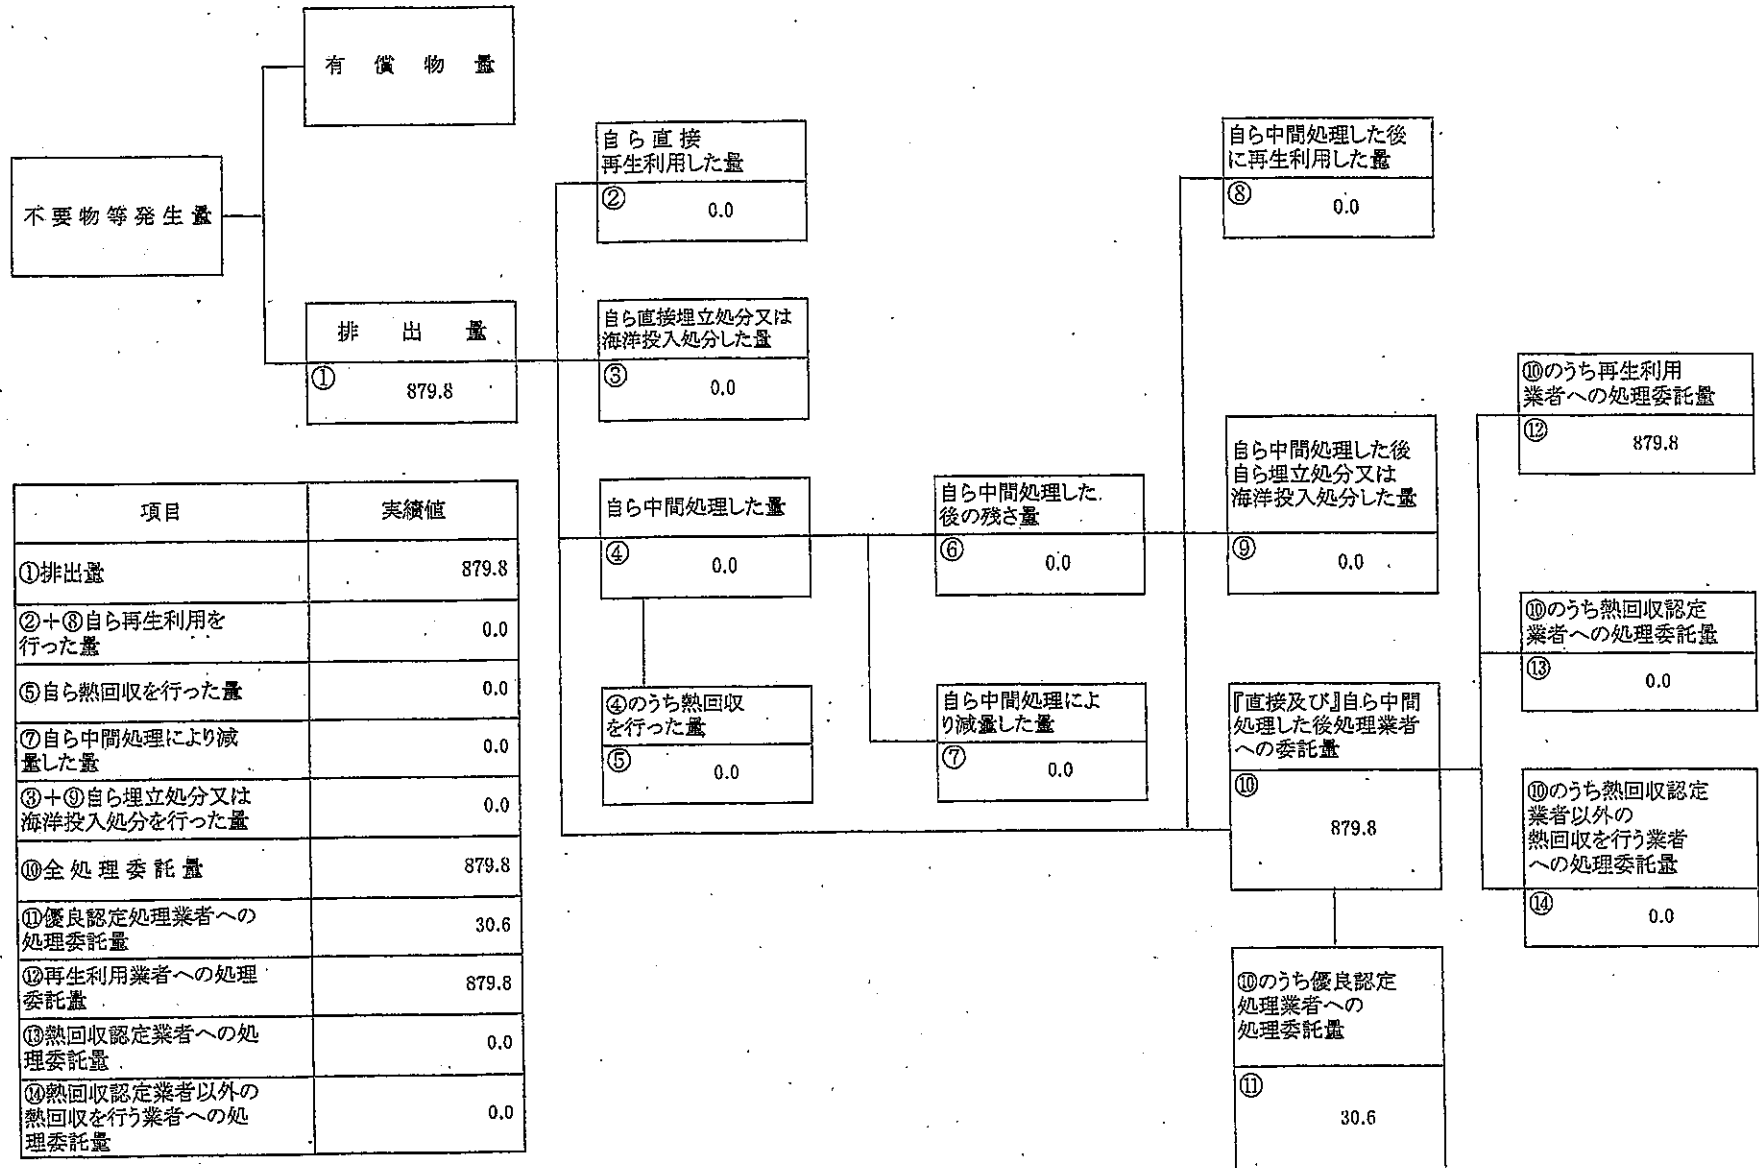 有償物量
不要物等発生量
排出量
① 879.8
自ら直接
再生利用した量
② 0.0
自ら直接埋立処分又は
海洋投入処分した量
③ 0.0
自ら中間処理した量
④ 0.0
④のうち熱回収
を行った量
⑤ 0.0
自ら中間処理した
後の残さ量
⑥ 0.0
自ら中間処理によ
り減量した量
⑦ 0.0
自ら中間処理した後
に再生利用した量
⑧ 0.0
自ら中間処理した後
自ら埋立処分又は
海洋投入処分した量
⑨ 0.0
『直接及び』自ら中間
処理した後処理業者
への委託量
⑩
879.8
⑩のうち優良認定
処理業者への
処理委託量
⑪
30.6
⑩のうち再生利用
業者への処理委託量
⑫ 879.8
⑩のうち熱回収認定
業者への処理委託量
⑬ 0.0
⑩のうち熱回収認定
業者以外の
熱回収を行う業者
への処理委託量
⑭ 0.0
項目 実績値
①排出量 879.8
②+⑧自ら再生利用を
行った量 0.0
⑤自ら熱回収を行った量 0.0
⑦自ら中間処理により減
量した量 0.0
③+⑨自ら埋立処分又は
海洋投入処分を行った量 0.0
⑩全処理委託量 879.8
⑪優良認定処理業者への
処理委託量 30.6
⑫再生利用業者への処理
委託量 879.8
⑬熱回収認定業者への処
理委託量 0.0
⑭熱回収認定業者以外の
熱回収を行う業者への処
理委託量 0.0